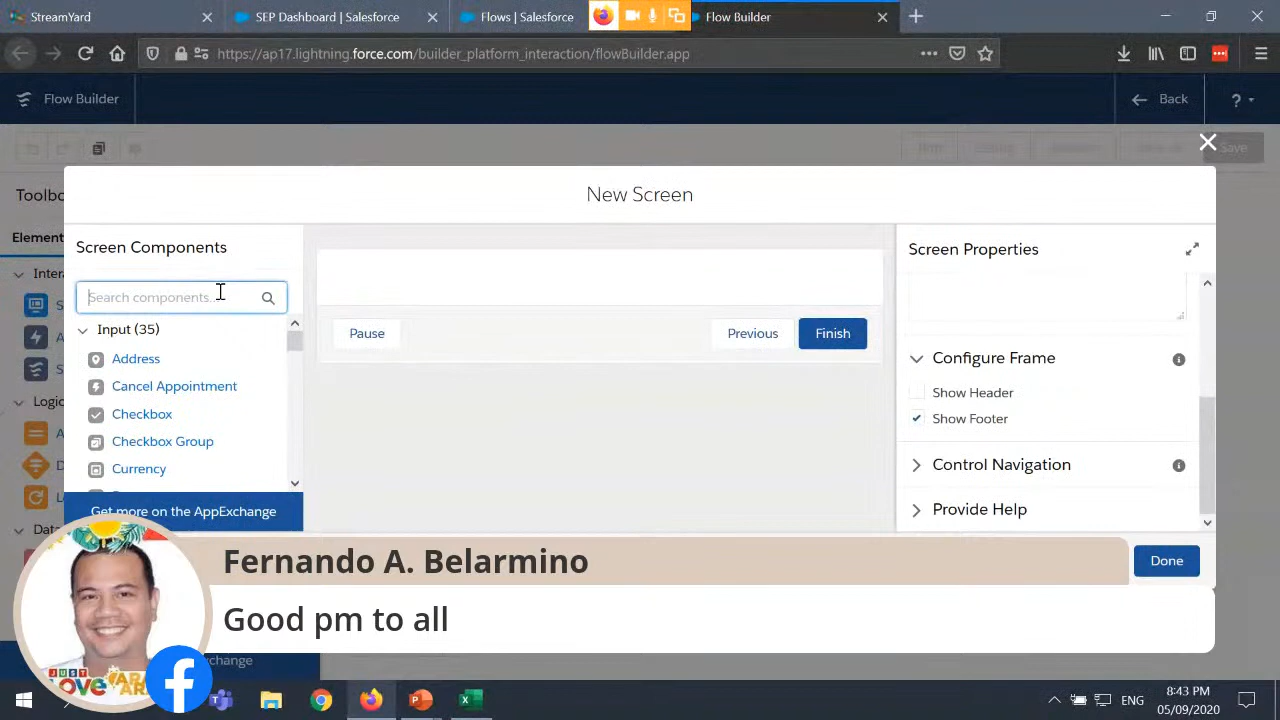 StreamYard
SEP Dashboard | Salesforce
Flows | Salesforce
Flow Builder
https://ap17.lightning.force.com/builder_platform_interaction/flowBuilder.app
Flow Builder
Back
?
Save
New Screen
Screen Components
Search components...
Input (35)
Address
Cancel Appointment
Checkbox
Checkbox Group
Currency
Get more on the AppExchange
Pause
Previous
Finish
Screen Properties
Configure Frame
Show Header
Show Footer
Control Navigation
Provide Help
Done
Fernando A. Belarmino
Good pm to all
ENG
8:43 PM
05/09/2020